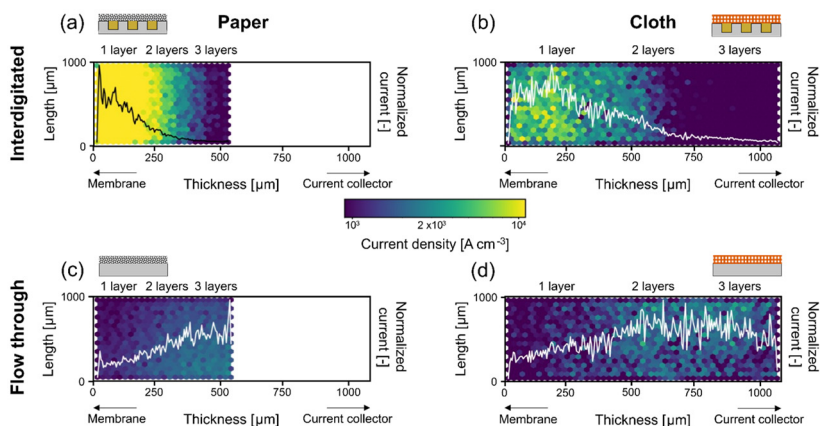 Paper
Cloth
Interdigitated
Flow through
(a)
1 layer 2 layers 3 layers
Length [µm]
1000
0
Normalized current [-]
0 250 500 750 1000
Membrane Thickness [µm] Current collector
(b)
1 layer 2 layers 3 layers
Length [µm]
1000
0
Normalized current [-]
0 250 500 750 1000
Membrane Thickness [µm] Current collector
10³ 2 x10³ 10⁴
Current density [A cm⁻³]
(c)
1 layer 2 layers 3 layers
Length [µm]
1000
0
Normalized current [-]
0 250 500 750 1000
Membrane Thickness [µm] Current collector
(d)
1 layer 2 layers 3 layers
Length [µm]
1000
0
Normalized current [-]
0 250 500 750 1000
Membrane Thickness [µm] Current collector